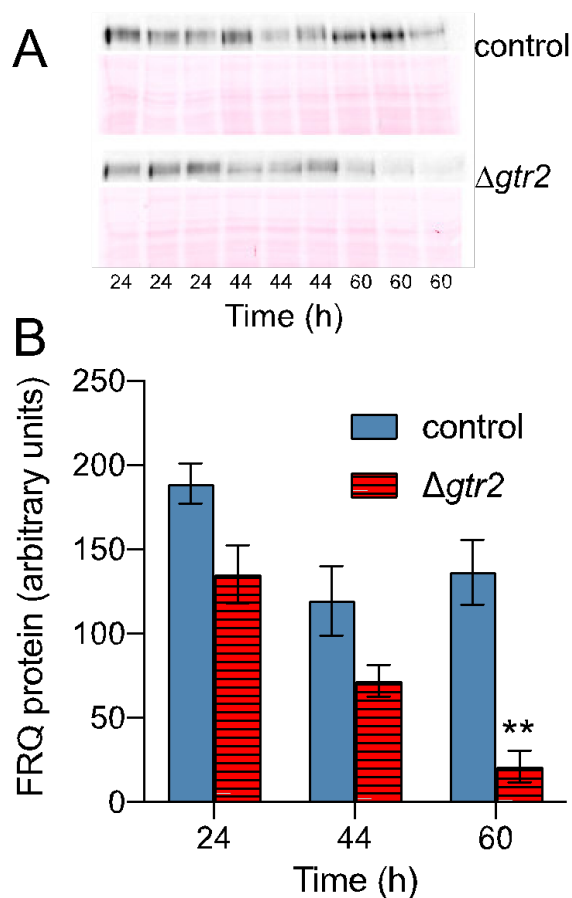 A
control
Δgtr2
24 24 24 44 44 44 60 60 60
Time (h)
B
FRQ protein (arbitrary units)
250
200
150
100
50
0
control
Δgtr2
**
24 44 60
Time (h)